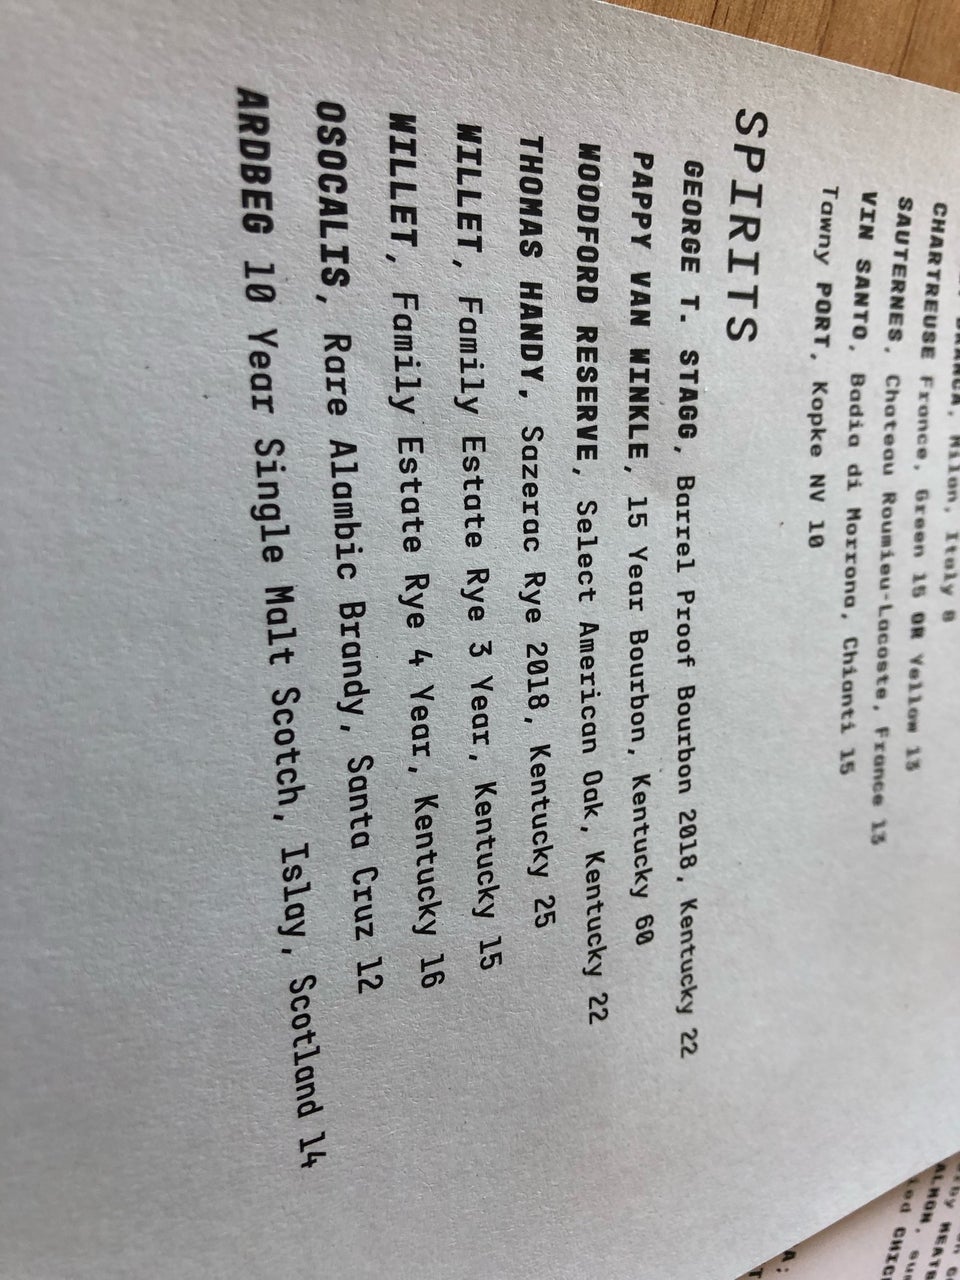 Milan, Italy 8
CHARTREUSE France, Green 15 OR Yellow 13
SAUTERNES, Chateau Roumieu-Lacoste, France 13
VIN SANTO, Badia di Morrona, Chianti 15
Tawny PORT, Kopke NV 10
SPIRITS
GEORGE T. STAGG, Barrel Proof Bourbon 2018, Kentucky 22
PAPPY VAN WINKLE, 15 Year Bourbon, Kentucky 60
WOODFORD RESERVE, Select American Oak, Kentucky 22
THOMAS HANDY, Sazerac Rye 2018, Kentucky 25
WILLET, Family Estate Rye 3 Year, Kentucky 15
WILLET, Family Estate Rye 4 Year, Kentucky 16
OSOCALIS, Rare Alambic Brandy, Santa Cruz 12
ARDBEG 10 Year Single Malt Scotch, Islay, Scotland 14